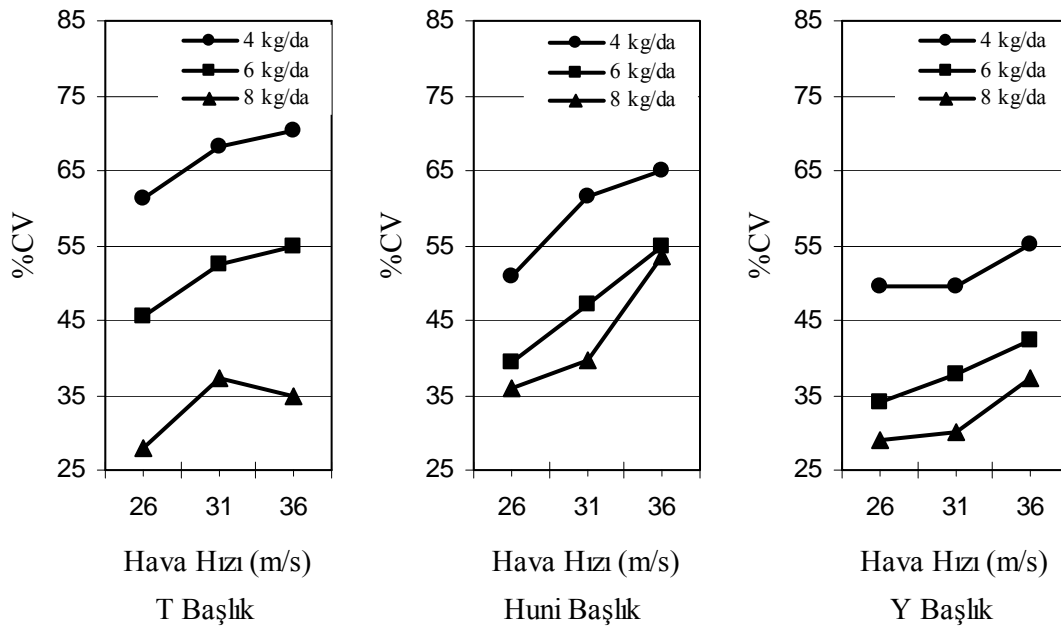 85
75
65
55
45
35
25
%CV
4 kg/da
6 kg/da
8 kg/da
26 31 36
Hava Hızı (m/s)
T Başlık
85
75
65
55
45
35
25
%CV
4 kg/da
6 kg/da
8 kg/da
26 31 36
Hava Hızı (m/s)
Huni Başlık
85
75
65
55
45
35
25
%CV
4 kg/da
6 kg/da
8 kg/da
26 31 36
Hava Hızı (m/s)
Y Başlık